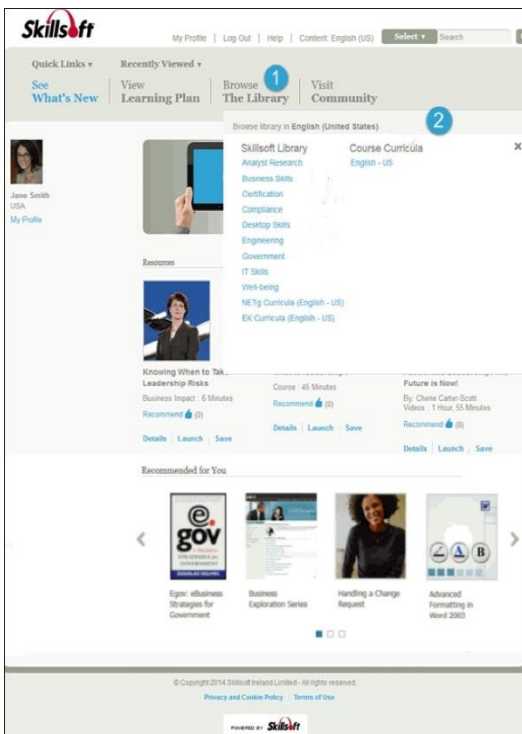 Skillsoft
My Profile | Log Out | Help | Content: English (US)
Select ▾
Search
Quick Links ▾
Recently Viewed ▾
See
What's New
View
Learning Plan
Browse
The Library
1
Visit
Community
Browse library in English (United States)
2
Skillsoft Library
Analyst Research
Business Skills
Certification
Compliance
Desktop Skills
Engineering
Government
IT Skills
Well-being
NETg Curricula (English - US)
EK Curricula (English - US)
Course Curricula
English - US
x
Jane Smith
USA
My Profile
Resources
Knowing When to Take
Leadership Risks
Business Impact : 6 Minutes
Recommend (0)
Details | Launch | Save
Course : 45 Minutes
Recommend (0)
Details | Launch | Save
Future is Now!
By: Cherie Carter-Scott
Videos : 1 Hour, 55 Minutes
Recommend (0)
Details | Launch | Save
Recommended for You
e.
gov
STRATEGIES for
GOVERNMENT
DOUGLAS HOLMES
Egov: eBusiness
Strategies for
Government
Business
Exploration Series
Handling a Change
Request
A B
Advanced
Formatting in
Word 2003
© Copyright 2014 Skillsoft Ireland Limited - All rights reserved.
Privacy and Cookie Policy | Terms of Use
POWERED BY Skillsoft